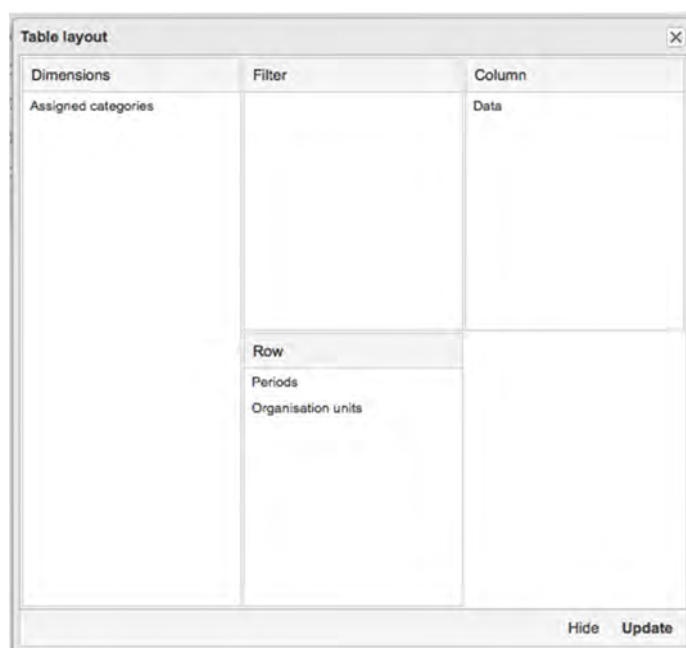 Table layout
Dimensions
Filter
Column
Assigned categories
Data
Row
Periods
Organisation units
Hide
Update